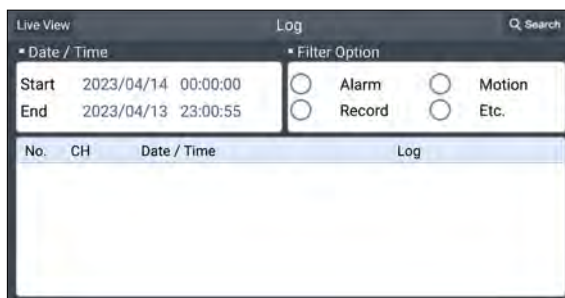 Live View Log Search
▪ Date / Time ▪ Filter Option
Start 2023/04/14 00:00:00 Alarm Motion
End 2023/04/13 23:00:55 Record Etc.
No. CH Date / Time Log